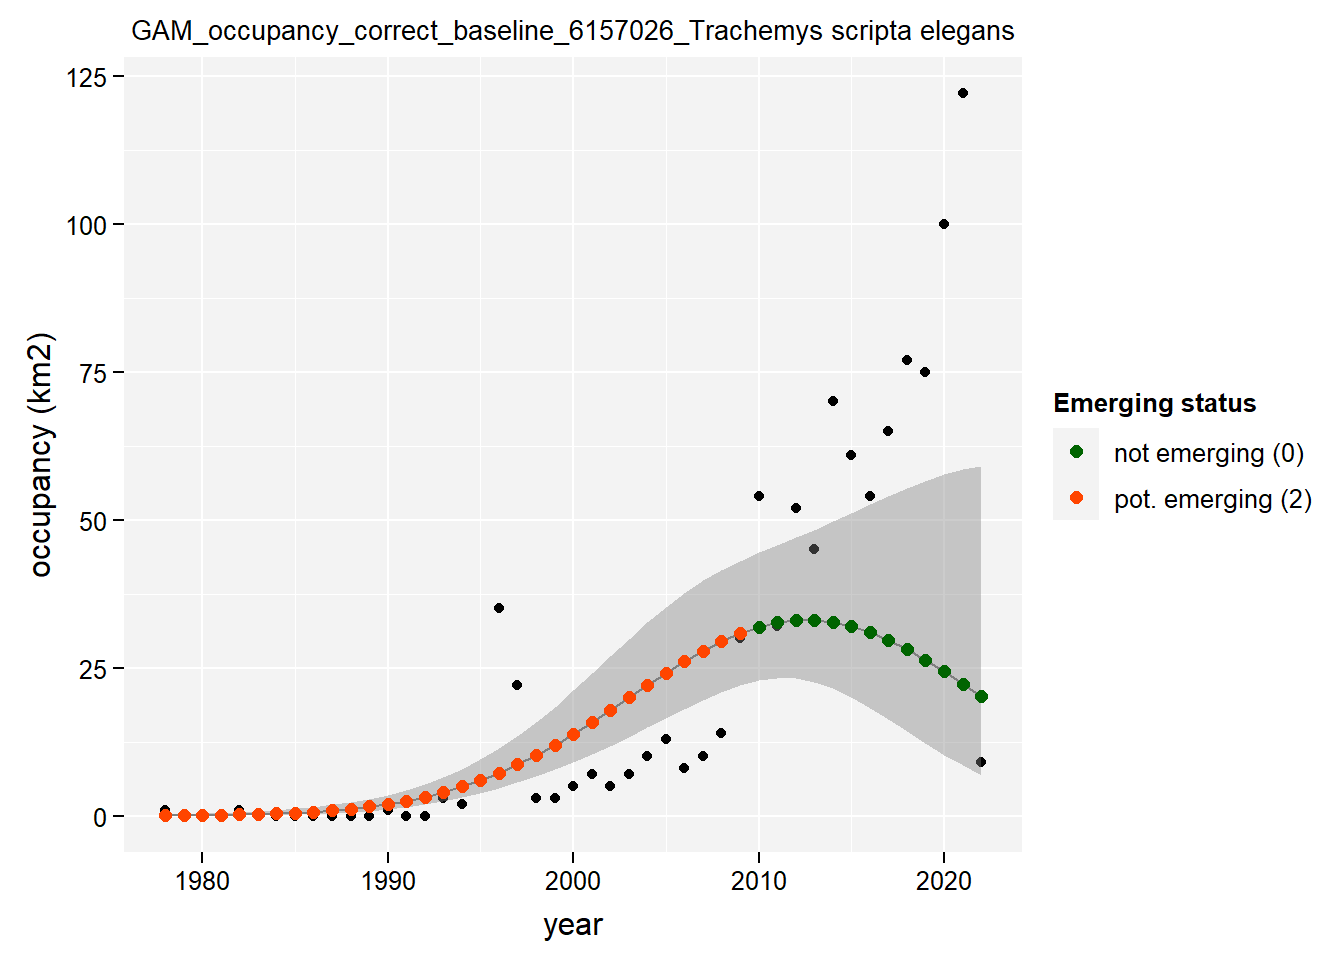 GAM_occupancy_correct_baseline_6157026_Trachemys scripta elegans
125
100
75
50
25
0
occupancy (km2)
1980 1990 2000 2010 2020
year
Emerging status
not emerging (0)
pot. emerging (2)